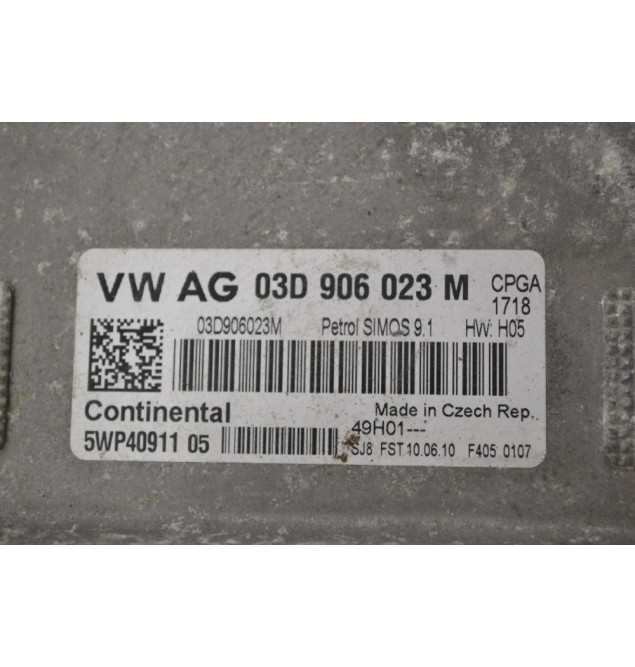 VW AG 03D 906 023 M CPGA
1718
03D906023M Petrol SIMOS 9.1 HW: H05
Continental Made in Czech Rep..
49H01---
5WP40911 05 SJ8 FST 10.06.10 F405 0107